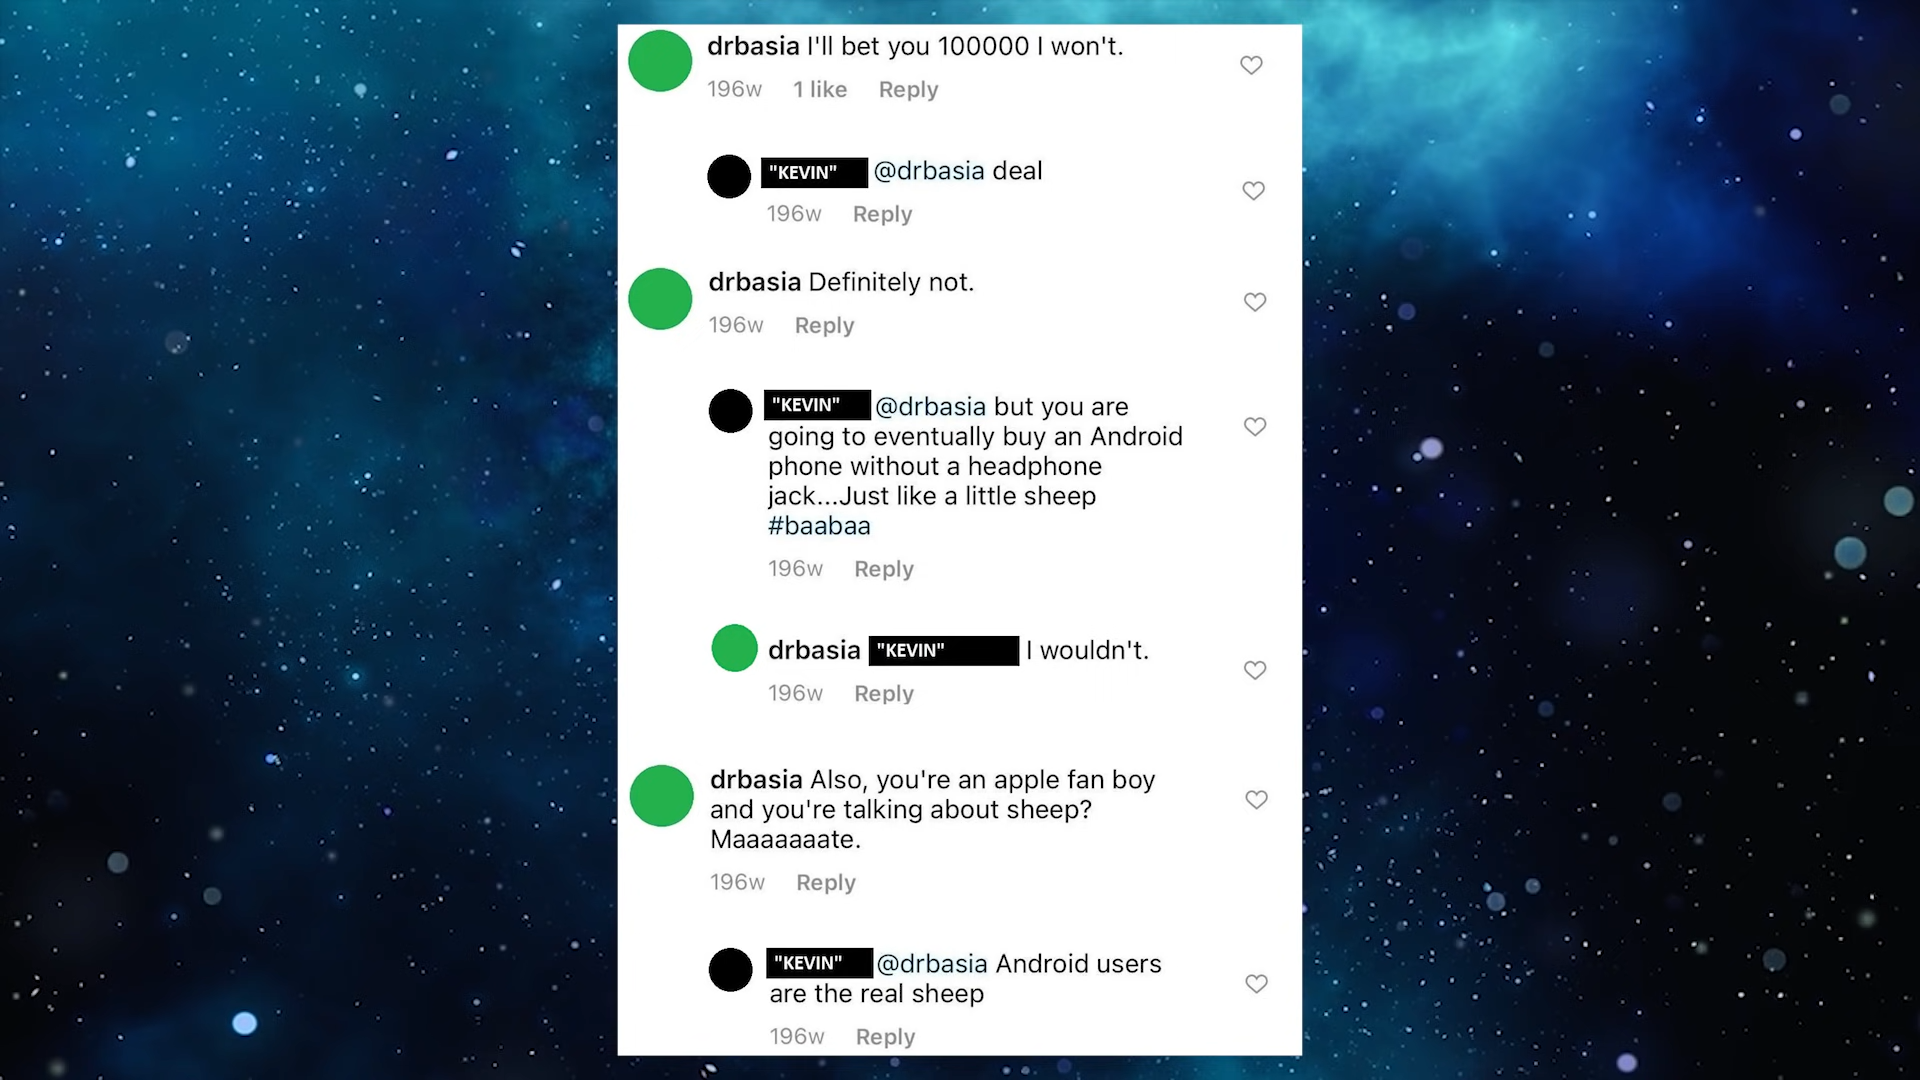 drbasia I'll bet you 100000 I won't.
196w 1 like Reply
"KEVIN" @drbasia deal
196w Reply
drbasia Definitely not.
196w Reply
"KEVIN" @drbasia but you are
going to eventually buy an Android
phone without a headphone
jack...Just like a little sheep
#baabaa
196w Reply
drbasia "KEVIN" I wouldn't.
196w Reply
drbasia Also, you're an apple fan boy
and you're talking about sheep?
Maaaaaaate.
196w Reply
"KEVIN" @drbasia Android users
are the real sheep
196w Reply